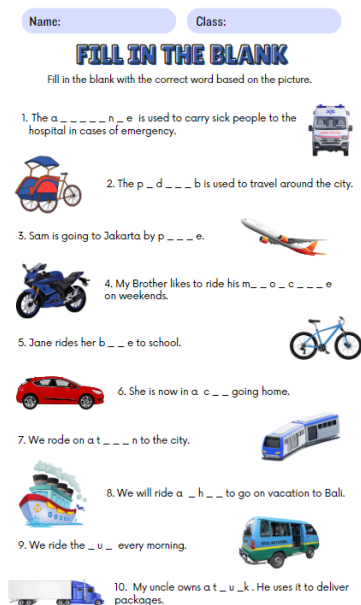 Name:
Class:
FILL IN THE BLANK
Fill in the blank with the correct word based on the picture.
1. The a _ _ _ _ _ n _ e is used to carry sick people to the
hospital in cases of emergency.
2. The p _ d _ _ _ b is used to travel around the city.
3. Sam is going to Jakarta by p _ _ _ e.
4. My Brother likes to ride his m_ _ o _ c _ _ _ e
on weekends.
5. Jane rides her b _ _ e to school.
6. She is now in a c _ _ going home.
7. We rode on a t _ _ _ n to the city.
8. We will ride a _ h _ _ to go on vacation to Bali.
9. We ride the _ u _ every morning.
10. My uncle owns a t _ u _k . He uses it to deliver
packages.